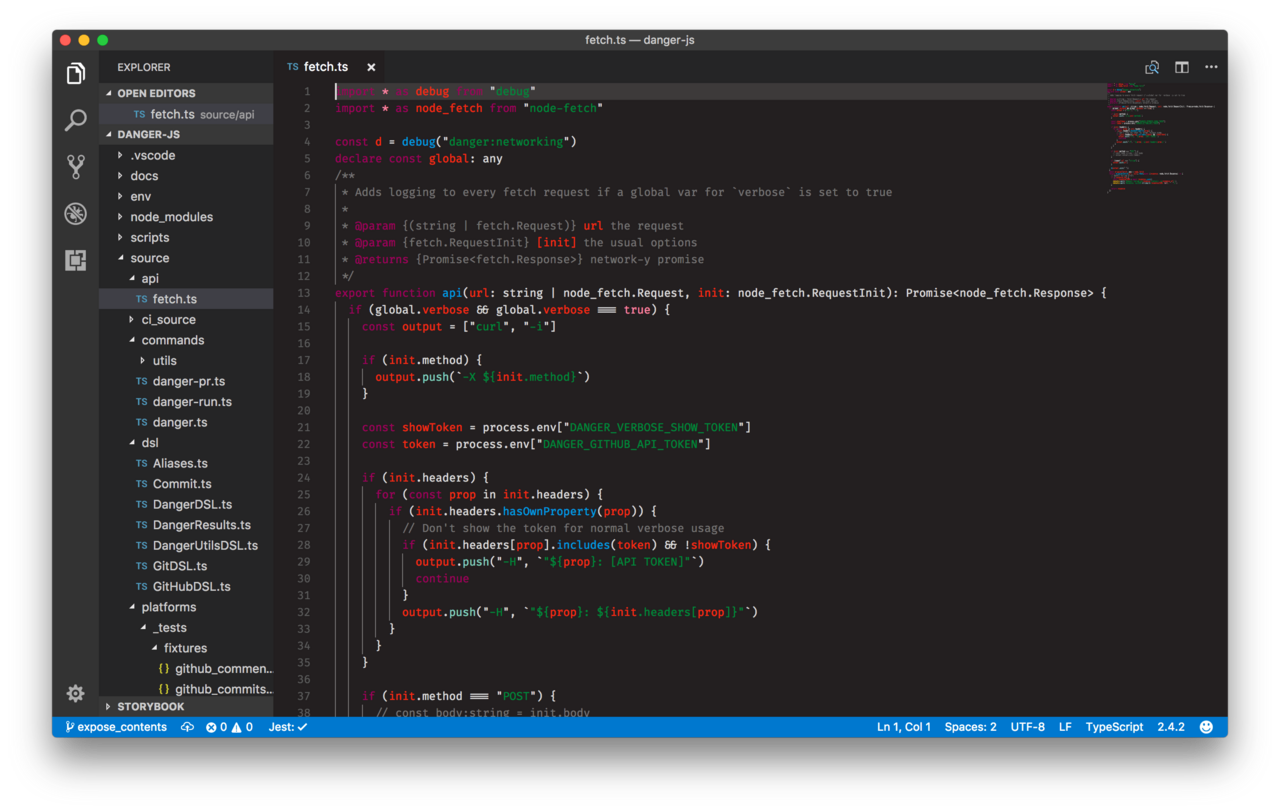 fetch.ts — danger-js
EXPLORER
OPEN EDITORS
TS fetch.ts source/api
DANGER-JS
.vscode
docs
env
node_modules
scripts
source
api
TS fetch.ts
ci_source
commands
utils
TS danger-pr.ts
TS danger-run.ts
TS danger.ts
dsl
TS Aliases.ts
TS Commit.ts
TS DangerDSL.ts
TS DangerResults.ts
TS DangerUtilsDSL.ts
TS GitDSL.ts
TS GitHubDSL.ts
platforms
_tests
fixtures
{} github_commen...
{} github_commits...
STORYBOOK
TS fetch.ts ×
1 import * as debug from "debug"
2 import * as node_fetch from "node-fetch"
3
4 const d = debug("danger:networking")
5 declare const global: any
6 /**
7 * Adds logging to every fetch request if a global var for `verbose` is set to true
8 *
9 * @param {(string | fetch.Request)} url the request
10 * @param {fetch.RequestInit} [init] the usual options
11 * @returns {Promise<fetch.Response>} network-y promise
12 */
13 export function api(url: string | node_fetch.Request, init: node_fetch.RequestInit): Promise<node_fetch.Response> {
14 if (global.verbose && global.verbose === true) {
15 const output = ["curl", "-i"]
16
17 if (init.method) {
18 output.push(`-X ${init.method}`)
19 }
20
21 const showToken = process.env["DANGER_VERBOSE_SHOW_TOKEN"]
22 const token = process.env["DANGER_GITHUB_API_TOKEN"]
23
24 if (init.headers) {
25 for (const prop in init.headers) {
26 if (init.headers.hasOwnProperty(prop)) {
27 // Don't show the token for normal verbose usage
28 if (init.headers[prop].includes(token) && !showToken) {
29 output.push("-H", `"${prop}: [API TOKEN]"`)
30 continue
31 }
32 output.push("-H", `"${prop}: ${init.headers[prop]}"`)
33 }
34 }
35 }
36
37 if (init.method === "POST") {
38 // const body:string = init.body
expose_contents 0 0 Jest: ✓
Ln 1, Col 1 Spaces: 2 UTF-8 LF TypeScript 2.4.2